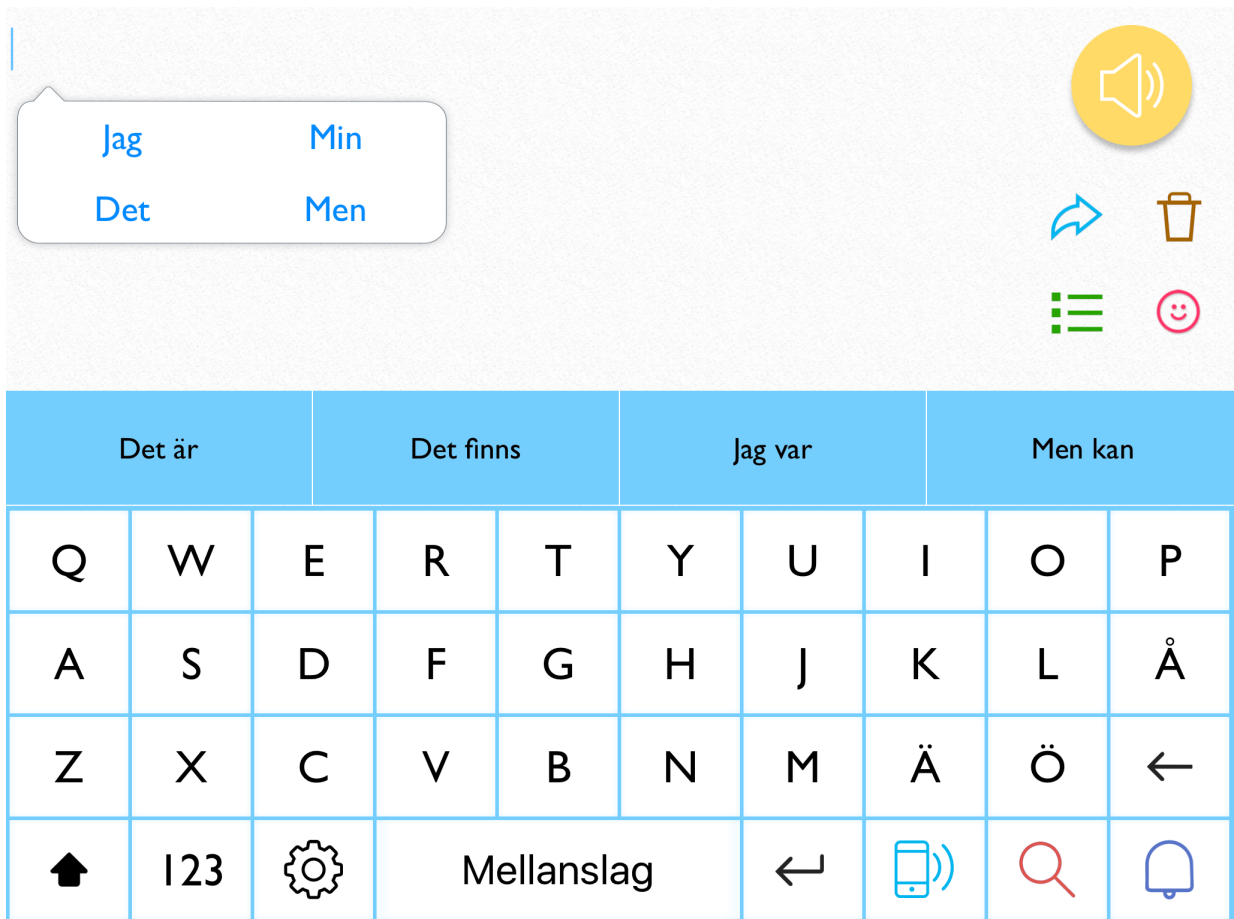 Jag Min
Det Men
Det är Det finns Jag var Men kan
Q W E R T Y U I O P
A S D F G H J K L Å
Z X C V B N M Ä Ö
123 Mellanslag